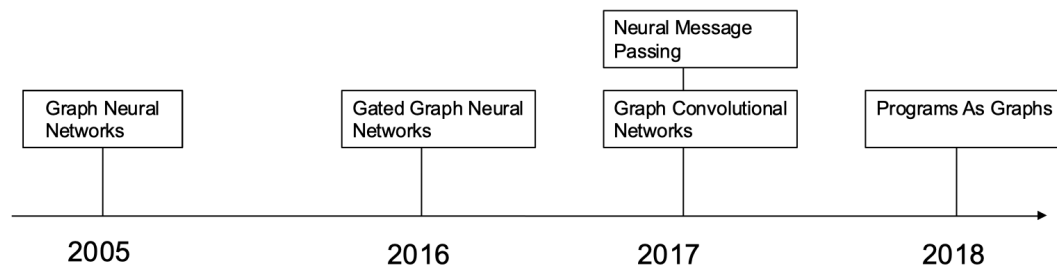 Neural Message
Passing
Graph Neural
Networks
Gated Graph Neural
Networks
Graph Convolutional
Networks
Programs As Graphs
2005
2016
2017
2018